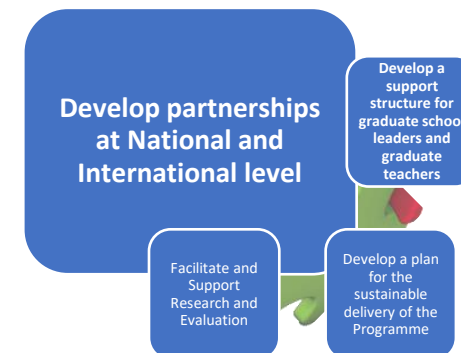 Develop partnerships
at National and
International level
Develop a
support
structure for
graduate school
leaders and
graduate
teachers
Facilitate and
Support
Research and
Evaluation
Develop a plan
for the
sustainable
delivery of the
Programme